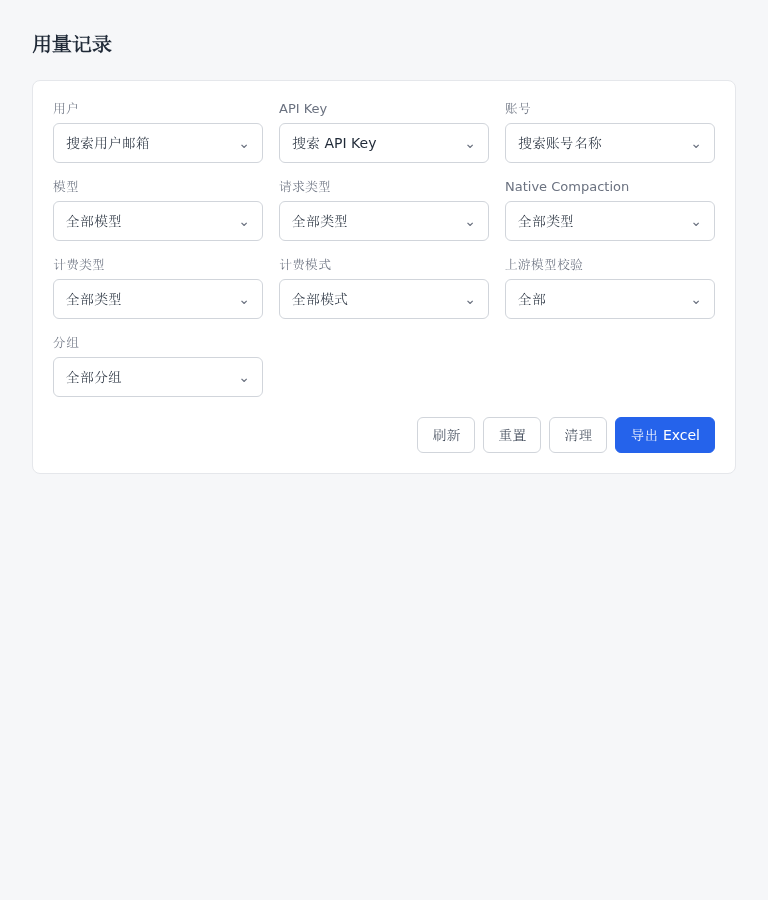 用量记录
用户 API Key 账号
搜索用户邮箱 搜索 API Key 搜索账号名称
模型 请求类型 Native Compaction
全部模型 全部类型 全部类型
计费类型 计费模式 上游模型校验
全部类型 全部模式 全部
分组
全部分组
刷新 重置 清理 导出 Excel